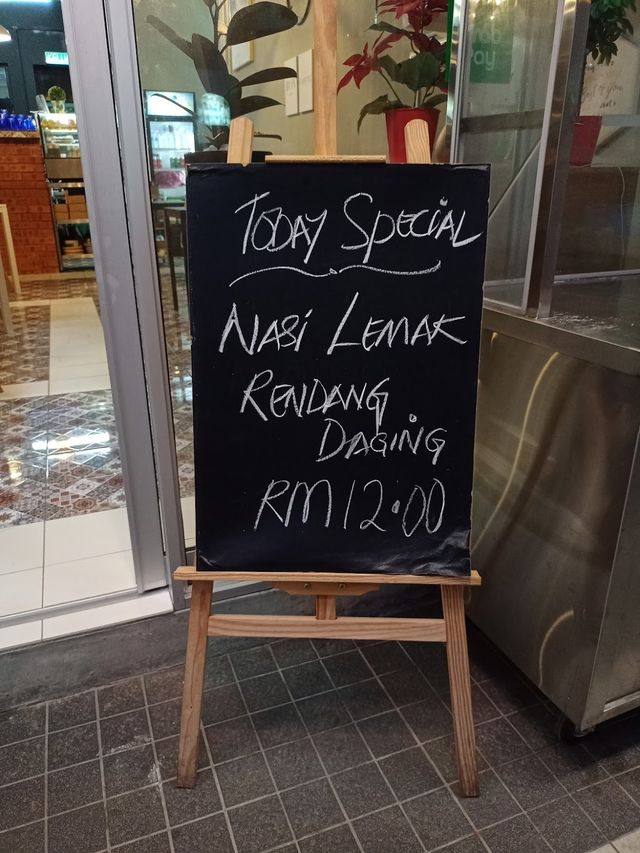 TODAY SPECIAL
NASI LEMAK
RENDANG
DAGING
RM12.00